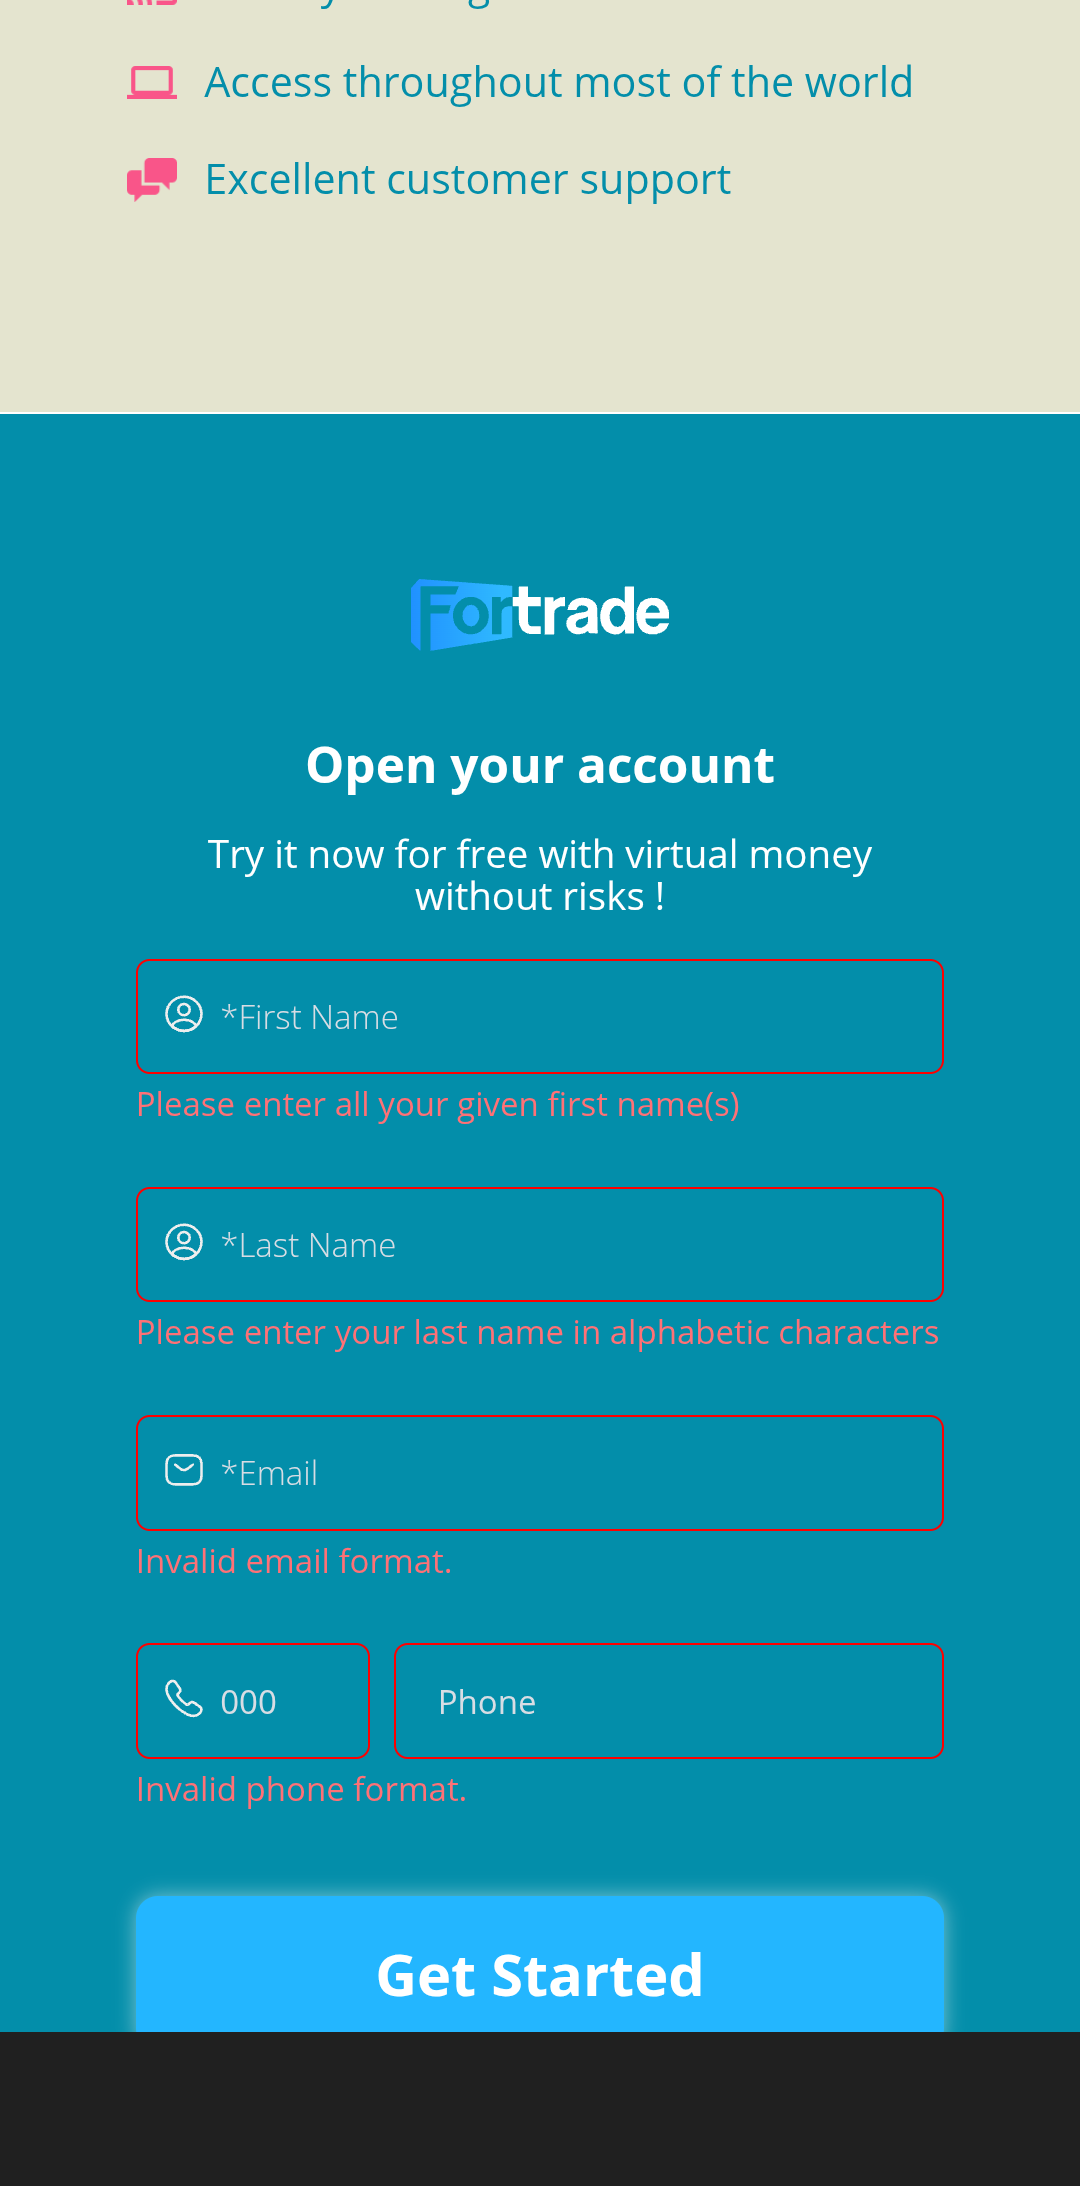 Access throughout most of the world
Excellent customer support
Fortrade
Open your account
Try it now for free with virtual money
without risks !
*First Name
Please enter all your given first name(s)
*Last Name
Please enter your last name in alphabetic characters
*Email
Invalid email format.
000 Phone
Invalid phone format.
Get Started